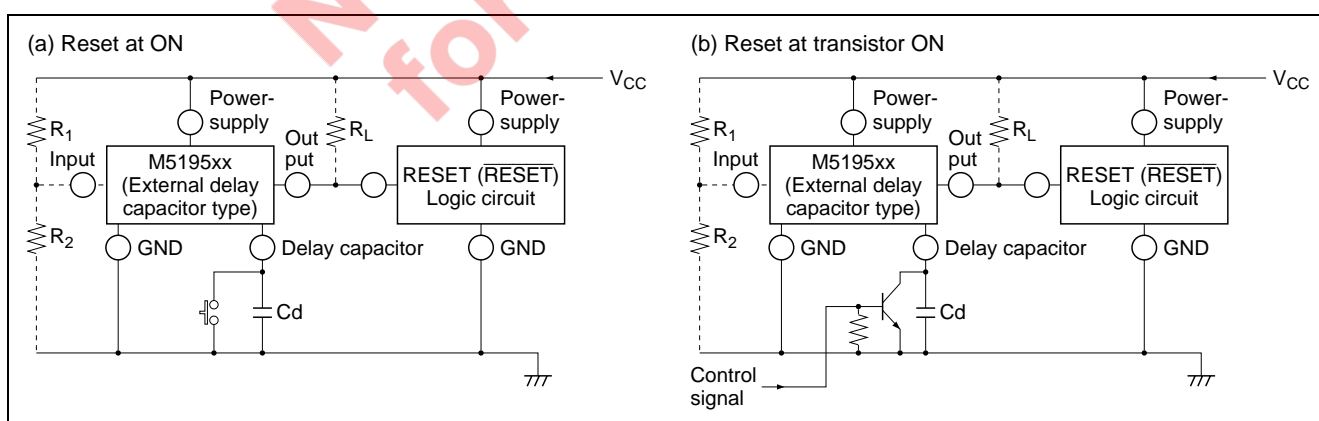 N
for
(a) Reset at ON
VCC
Power-
supply
Power-
supply
R1
Input
M5195xx
(External delay
capacitor type)
Out
put
RL
RESET (RESET)
Logic circuit
R2
GND
Delay capacitor
GND
Cd
(b) Reset at transistor ON
VCC
Power-
supply
Power-
supply
R1
Input
M5195xx
(External delay
capacitor type)
Out
put
RL
RESET (RESET)
Logic circuit
R2
GND
Delay capacitor
GND
Cd
Control
signal